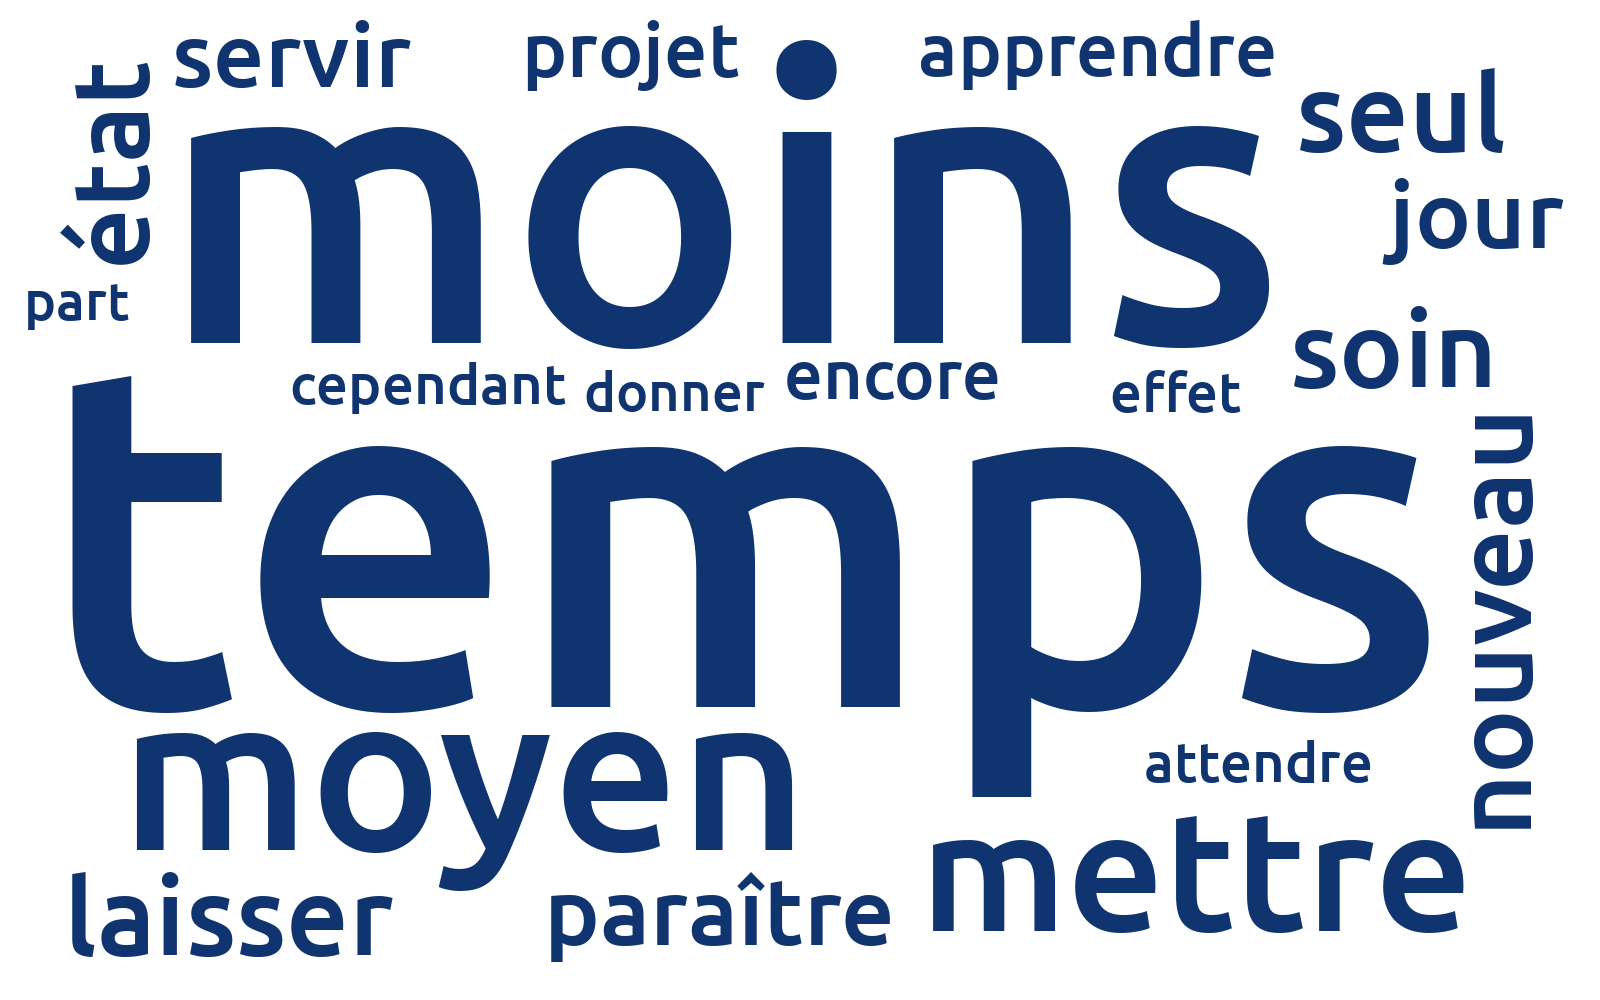 servir
projet
apprendre
état
moins
seul
jour
part
soin
cependant
donner
encore
effet
temps
nouveau
moyen
attendre
mettre
laisser
paraître